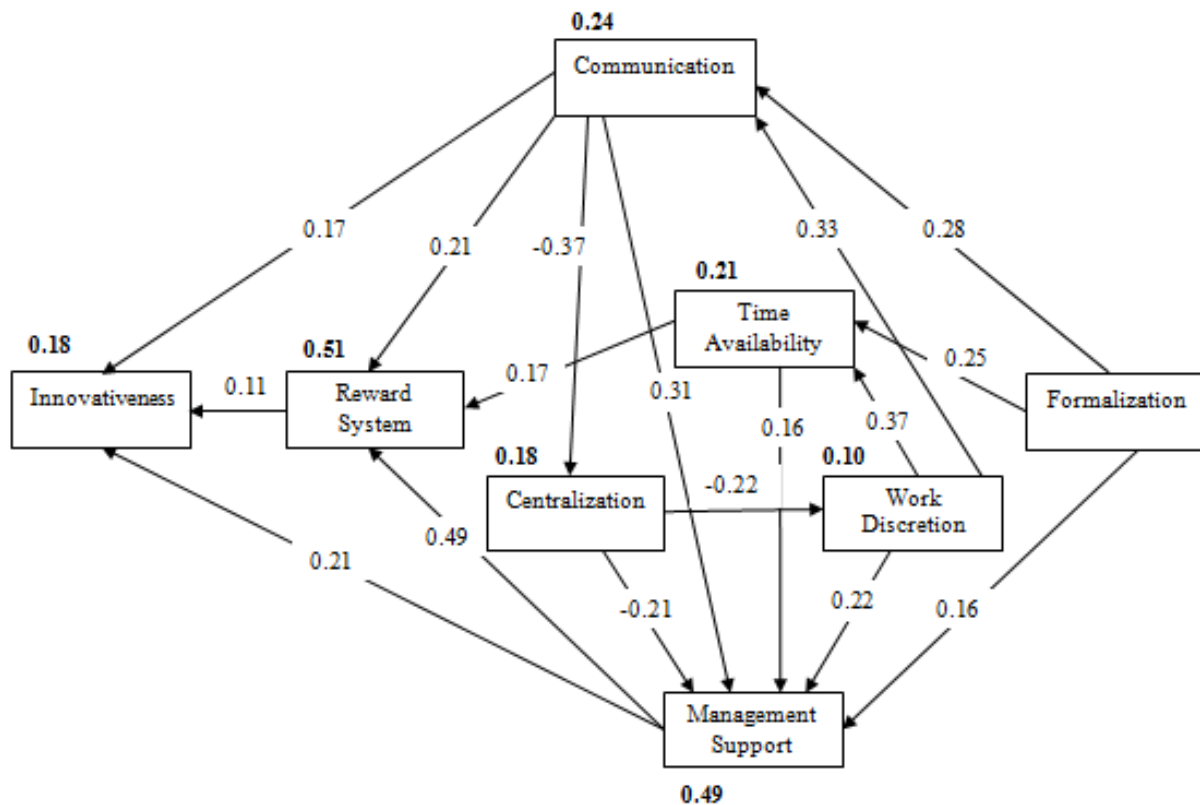 0.24
Communication
0.17
0.21
-0.37
0.33
0.28
0.21
Time
Availability
0.18
Innovativeness
0.11
0.51
Reward
System
0.17
0.31
0.16
0.37
0.25
Formalization
0.18
Centralization
-0.22
0.10
Work
Discretion
0.49
0.21
-0.21
0.22
0.16
Management
Support
0.49